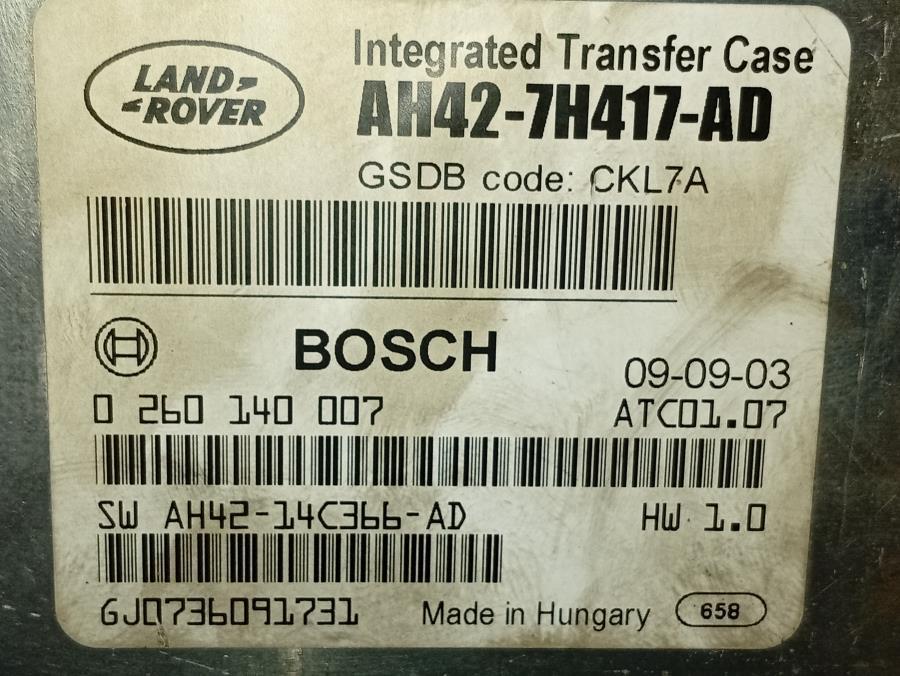 LAND
ROVER
Integrated Transfer Case
AH42-7H417-AD
GSDB code: CKL7A
BOSCH
09-09-03
0 260 140 007
ATC01.07
SW AH42-14C366-AD
HW 1.0
GJ0736091731
Made in Hungary
658